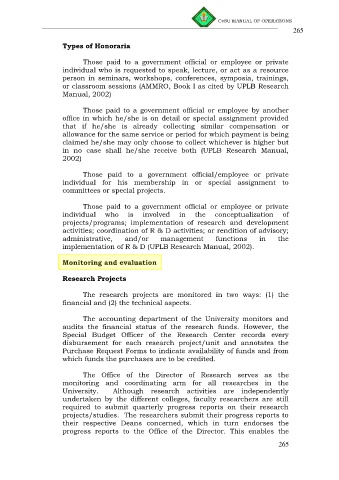 CvSU MANUAL OF OPERATIONS
265
Types of Honoraria
Those paid to a government official or employee or private
individual who is requested to speak, lecture, or act as a resource
person in seminars, workshops, conferences, symposia, trainings,
or classroom sessions (AMMRO, Book I as cited by UPLB Research
Manual, 2002)
Those paid to a government official or employee by another
office in which he/she is on detail or special assignment provided
that if he/she is already collecting similar compensation or
allowance for the same service or period for which payment is being
claimed he/she may only choose to collect whichever is higher but
in no case shall he/she receive both (UPLB Research Manual,
2002)
Those paid to a government official/employee or private
individual for his membership in or special assignment to
committees or special projects.
Those paid to a government official or employee or private
individual who is involved in the conceptualization of
projects/programs; implementation of research and development
activities; coordination of R & D activities; or rendition of advisory;
administrative, and/or management functions in the
implementation of R & D (UPLB Research Manual, 2002).
Monitoring and evaluation
Research Projects
The research projects are monitored in two ways: (1) the
financial and (2) the technical aspects.
The accounting department of the University monitors and
audits the financial status of the research funds. However, the
Special Budget Officer of the Research Center records every
disbursement for each research project/unit and annotates the
Purchase Request Forms to indicate availability of funds and from
which funds the purchases are to be credited.
The Office of the Director of Research serves as the
monitoring and coordinating arm for all researches in the
University. Although research activities are independently
undertaken by the different colleges, faculty researchers are still
required to submit quarterly progress reports on their research
projects/studies. The researchers submit their progress reports to
their respective Deans concerned, which in turn endorses the
progress reports to the Office of the Director. This enables the
265